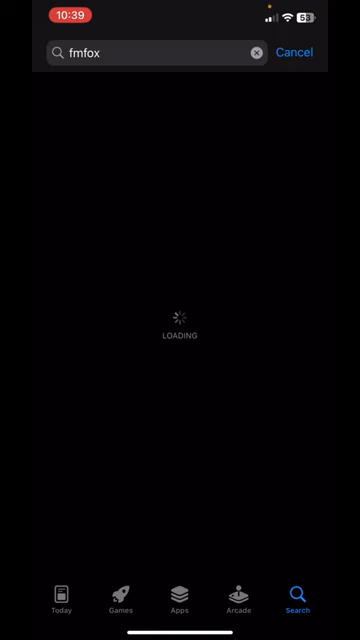 10:39
53
fmfox
Cancel
LOADING
Today
Games
Apps
Arcade
Search